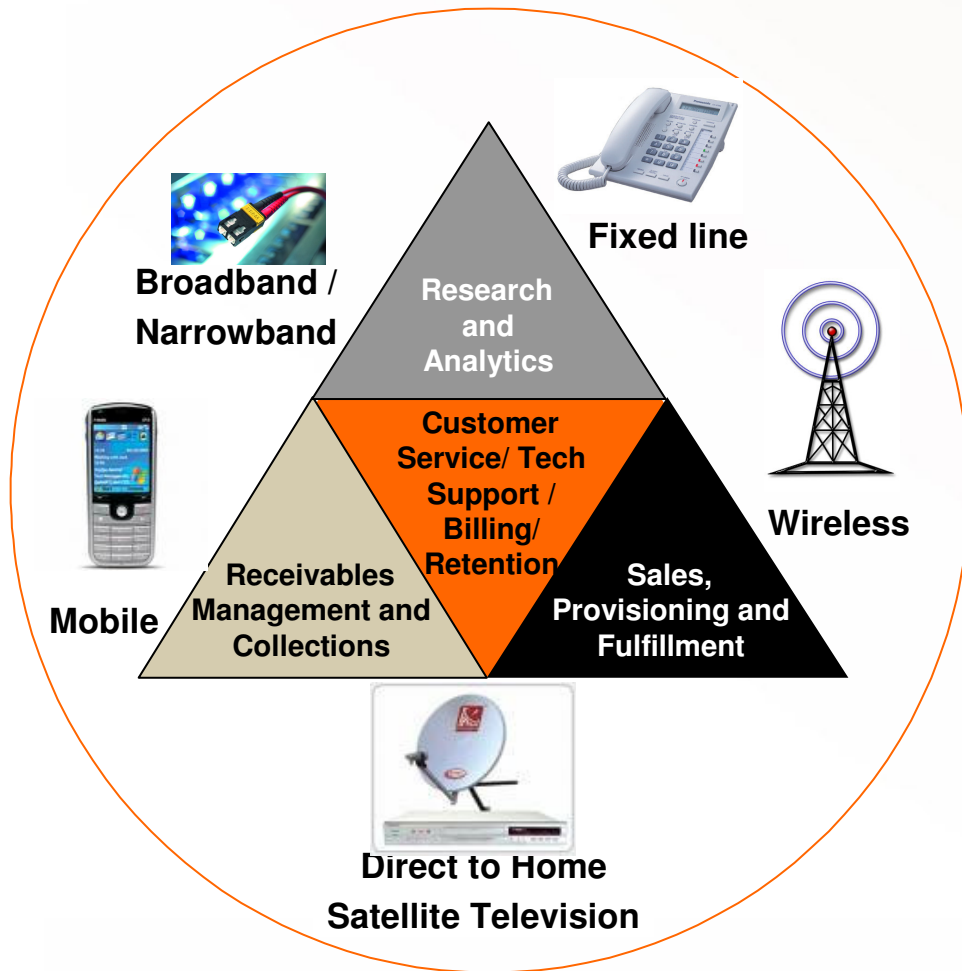 Fixed line
Broadband /
Narrowband
Research
and
Analytics
Customer
Service/ Tech
Support /
Billing/
Retention
Wireless
Mobile
Receivables
Management and
Collections
Sales,
Provisioning and
Fulfillment
Direct to Home
Satellite Television